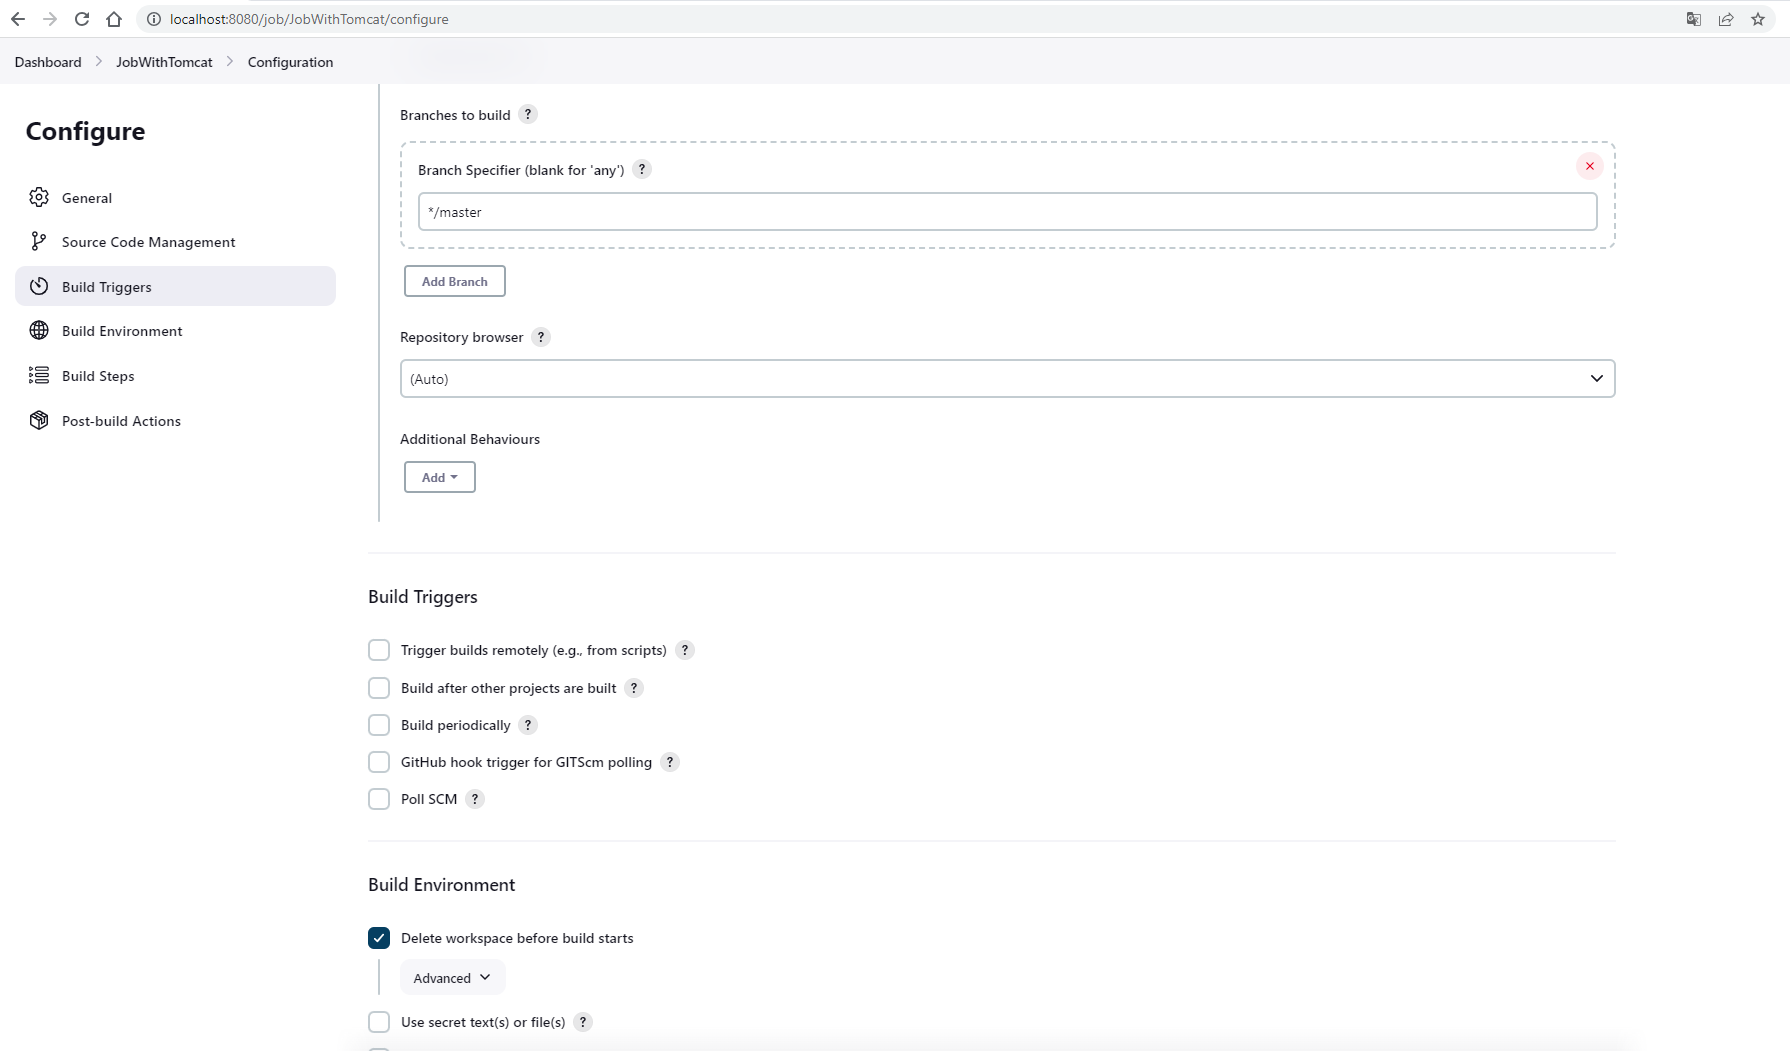 localhost:8080/job/JobWithTomcat/configure
Dashboard > JobWithTomcat > Configuration
Configure
General
Source Code Management
Build Triggers
Build Environment
Build Steps
Post-build Actions
Branches to build ?
Branch Specifier (blank for 'any') ?
*/master
Add Branch
Repository browser ?
(Auto)
Additional Behaviours
Add
Build Triggers
Trigger builds remotely (e.g., from scripts) ?
Build after other projects are built ?
Build periodically ?
GitHub hook trigger for GITScm polling ?
Poll SCM ?
Build Environment
Delete workspace before build starts
Advanced
Use secret text(s) or file(s) ?